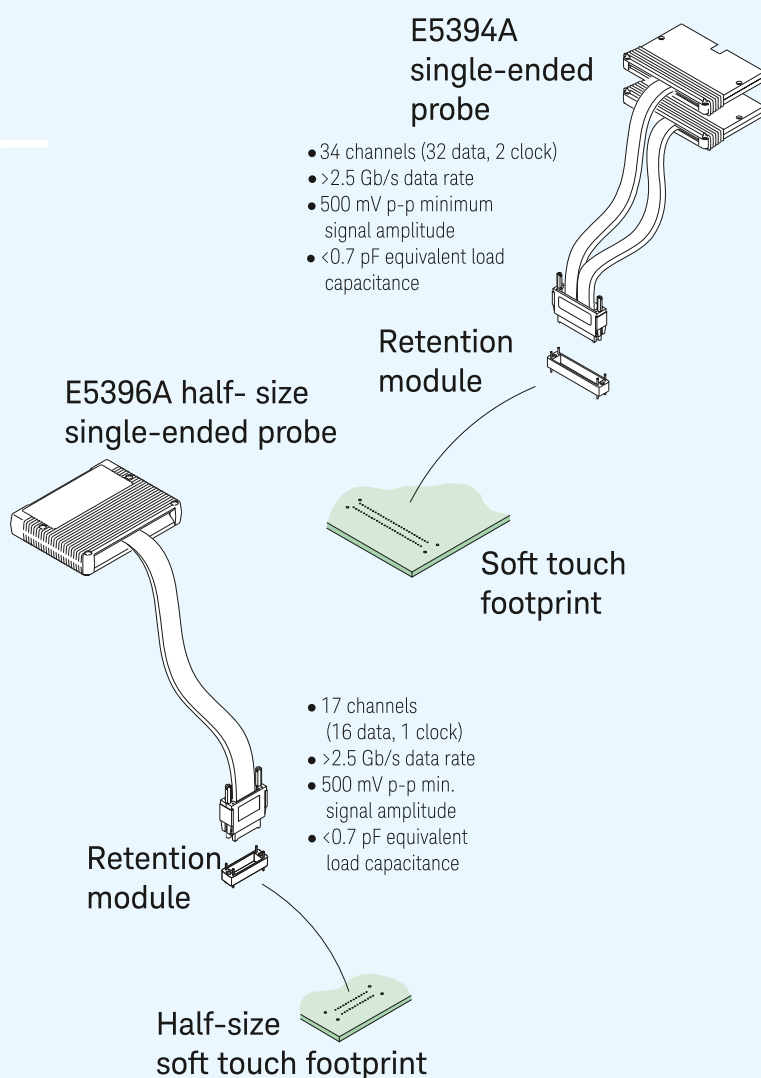 E5394A
single-ended
probe
• 34 channels (32 data, 2 clock)
• >2.5 Gb/s data rate
• 500 mV p-p minimum
signal amplitude
• <0.7 pF equivalent load
capacitance
Retention
module
Soft touch
footprint
E5396A half- size
single-ended probe
• 17 channels
(16 data, 1 clock)
• >2.5 Gb/s data rate
• 500 mV p-p min.
signal amplitude
• <0.7 pF equivalent
load capacitance
Retention
module
Half-size
soft touch footprint